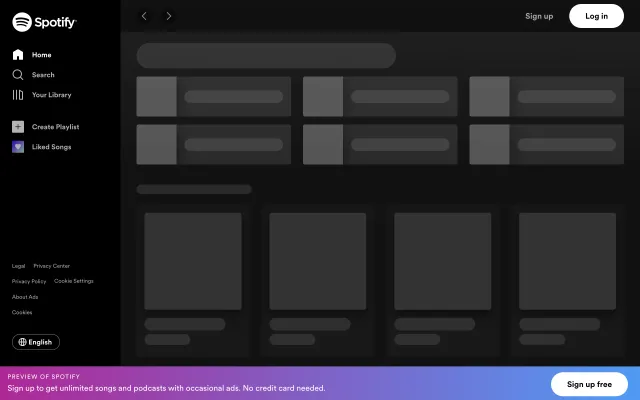 Spotify
Sign up
Log in
Home
Search
Your Library
Create Playlist
Liked Songs
Legal Privacy Center
Privacy Policy Cookie Settings
About Ads
Cookies
English
PREVIEW OF SPOTIFY
Sign up to get unlimited songs and podcasts with occasional ads. No credit card needed.
Sign up free